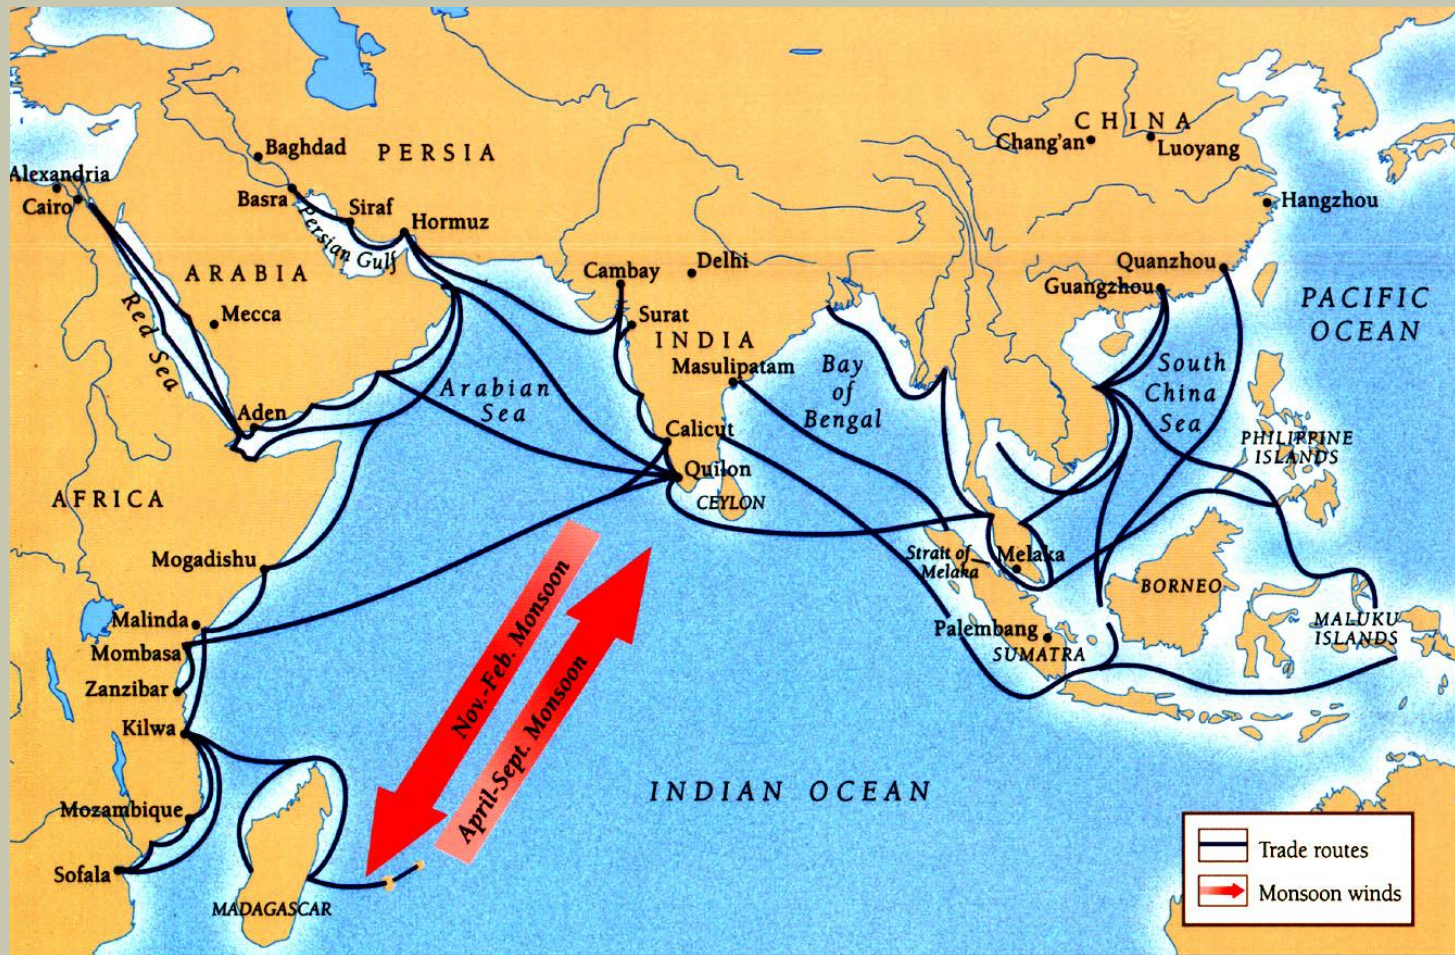 CHINA
Chang'an
Luoyang
Baghdad
PERSIA
Alexandria
Cairo
Basra
Siraf
Hormuz
Persian Gulf
Hangzhou
ARABIA
Cambay
Delhi
Quanzhou
Guangzhou
PACIFIC
OCEAN
Red Sea
Mecca
Surat
INDIA
Masulipatam
Bay
of
Bengal
South
China
Sea
Arabian
Sea
Aden
Calicut
PHILIPPINE
ISLANDS
Quilon
CEYLON
AFRICA
Mogadishu
Strait of
Melaka
Melaka
BORNEO
Malinda
Mombasa
Palembang
SUMATRA
MALUKU
ISLANDS
Zanzibar
Kilwa
Nov.-Feb. Monsoon
April-Sept. Monsoon
INDIAN OCEAN
Mozambique
Sofala
MADAGASCAR
Trade routes
Monsoon winds